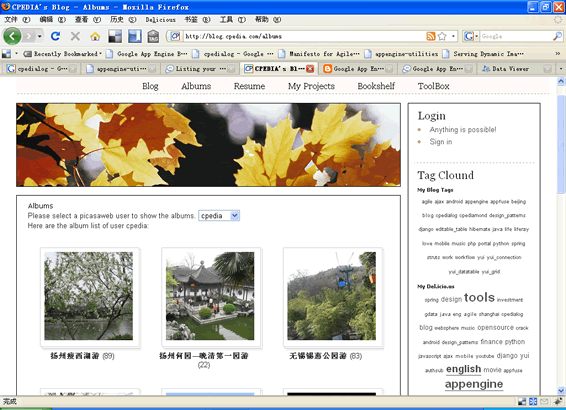 CPEDIA's Blog - Albums - Mozilla Firefox
文件(F) 编辑(E) 查看(V) 历史(S) Delicious 书签(B) 工具(T) 帮助(H)
http://blog.cpedia.com/albums
Google
Recently Bookmarked Google App Engine B... cpedialog - Google ... Manifesto for Agile... appengine-utilities Serving Dynamic Ima...
cpedialog - G... appengine-uti... Listing your ... CPEDIA's Bl... Google App En... Google App En... Data Viewer
Blog Albums Resume My Projects Bookshelf ToolBox
Login
Anything is possible!
Sign in
Albums
Please select a picasaweb user to show the albums. cpedia
Here are the album list of user cpedia:
扬州瘦西湖游 (89)
扬州何园—晚清第一园游 (22)
无锡锡惠公园游 (83)
Tag Clound
My Blog Tags
agile ajax android appengine appfuse beijing
blog cpedialog cpediamond design_patterns
django editable_table hibernate java life literay
love mobile music php portal python spring
struts work workflow yui yui_connection
yui_datatable yui_grid
My Del.icio.us
spring design tools investment
gdata java eng agile shanghai cpedialog
blog websphere music opensource crack
android design_patterns finance python
javascript ajax mobile youtube django yui
authsub english movie appfuse
appengine
完成